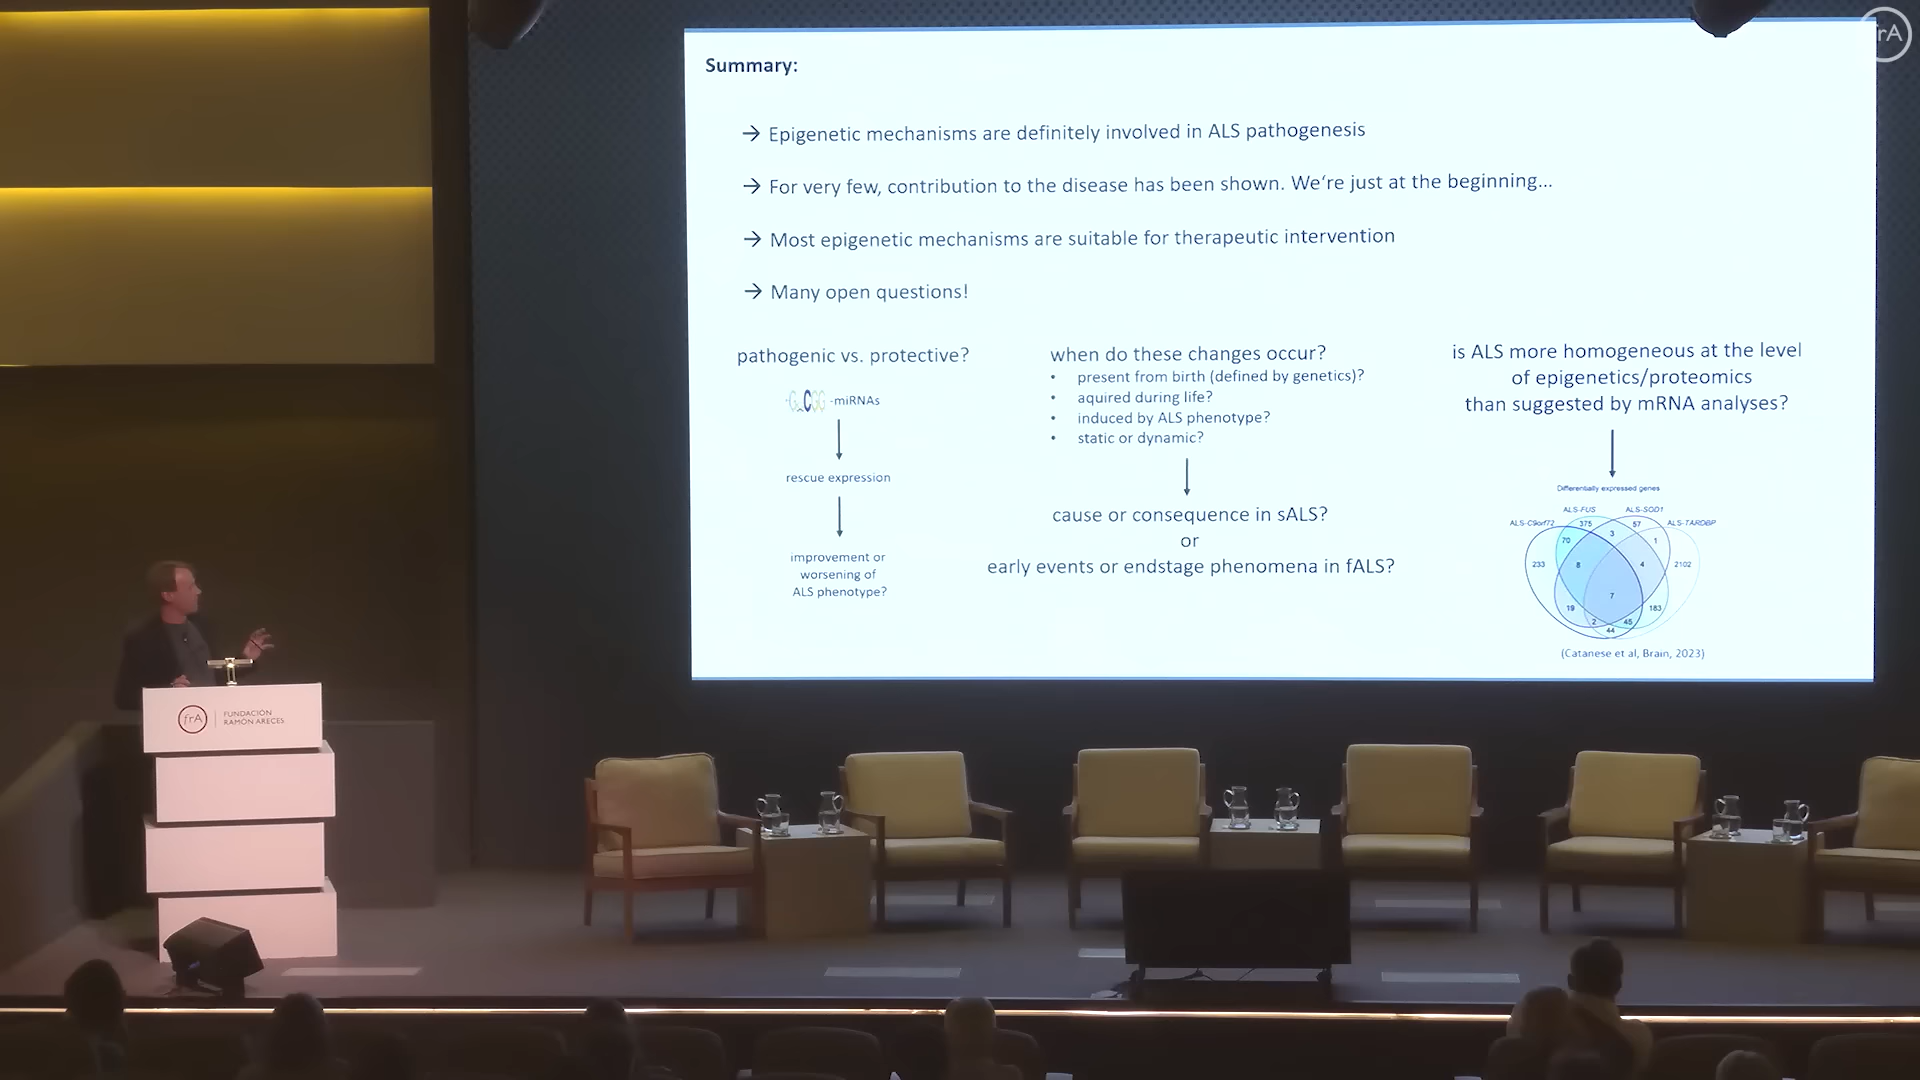 frA
Summary:
→ Epigenetic mechanisms are definitely involved in ALS pathogenesis
→ For very few, contribution to the disease has been shown. We're just at the beginning...
→ Most epigenetic mechanisms are suitable for therapeutic intervention
→ Many open questions!
pathogenic vs. protective?
-miRNAs
rescue expression
improvement or
worsening of
ALS phenotype?
when do these changes occur?
• present from birth (defined by genetics)?
• aquired during life?
• induced by ALS phenotype?
• static or dynamic?
cause or consequence in sALS?
or
early events or endstage phenomena in fALS?
is ALS more homogeneous at the level
of epigenetics/proteomics
than suggested by mRNA analyses?
Differentially expressed genes
ALS-FUS ALS-SOD1
ALS-C9orf72 375 57 ALS-TARDBP
3
70 1
233 8 4 2102
7
19 183
2 45
44
(Catanese et al, Brain, 2023)
frA FUNDACIÓN
RAMÓN ARECES